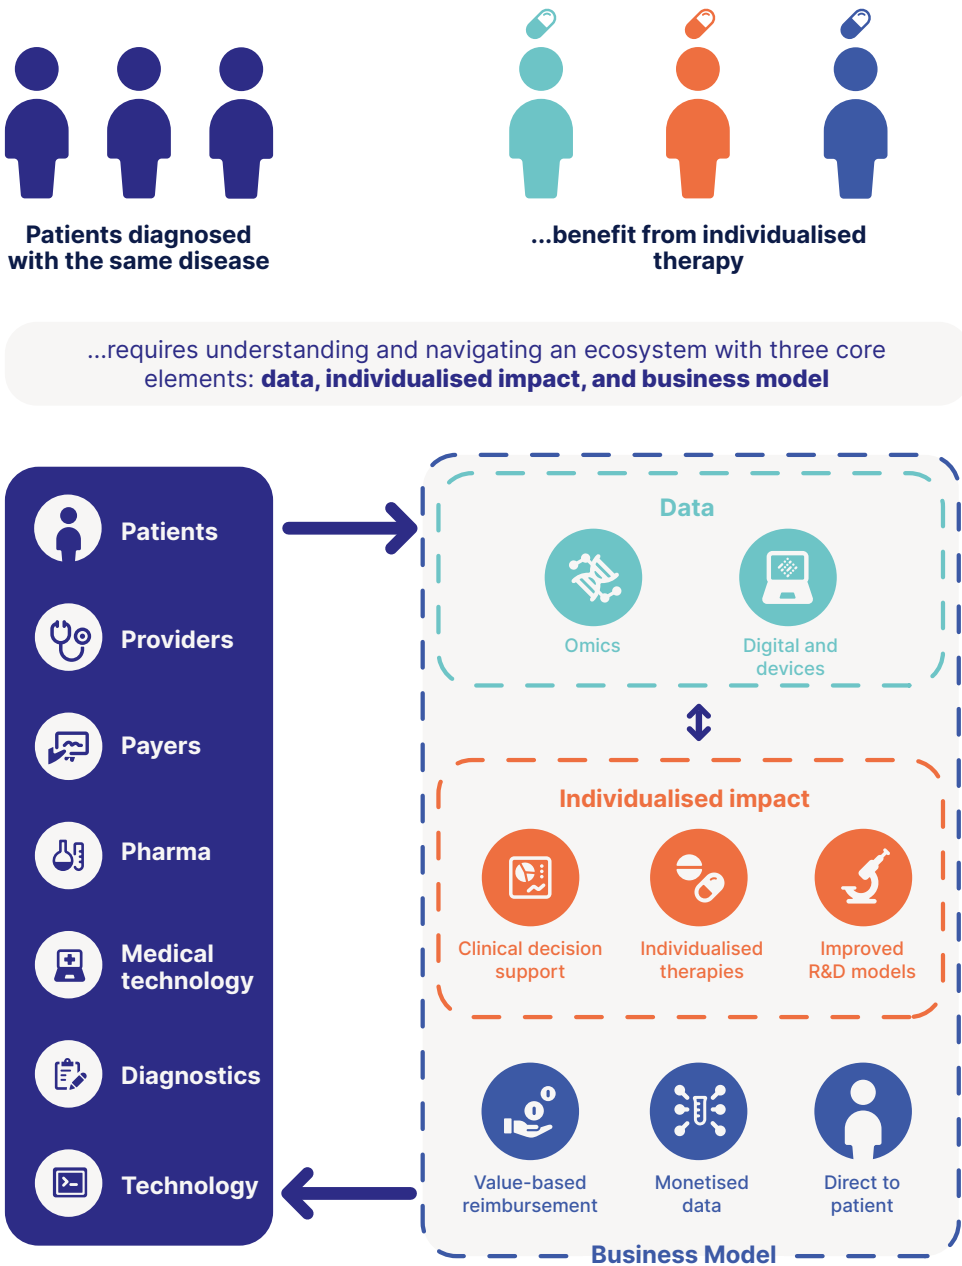 Patients diagnosed
with the same disease
...benefit from individualised
therapy
...requires understanding and navigating an ecosystem with three core
elements: data, individualised impact, and business model
Patients
Providers
Payers
Pharma
Medical
technology
Diagnostics
Technology
Data
Omics
Digital and
devices
Individualised impact
Clinical decision
support
Individualised
therapies
Improved
R&D models
Value-based
reimbursement
Monetised
data
Direct to
patient
Business Model